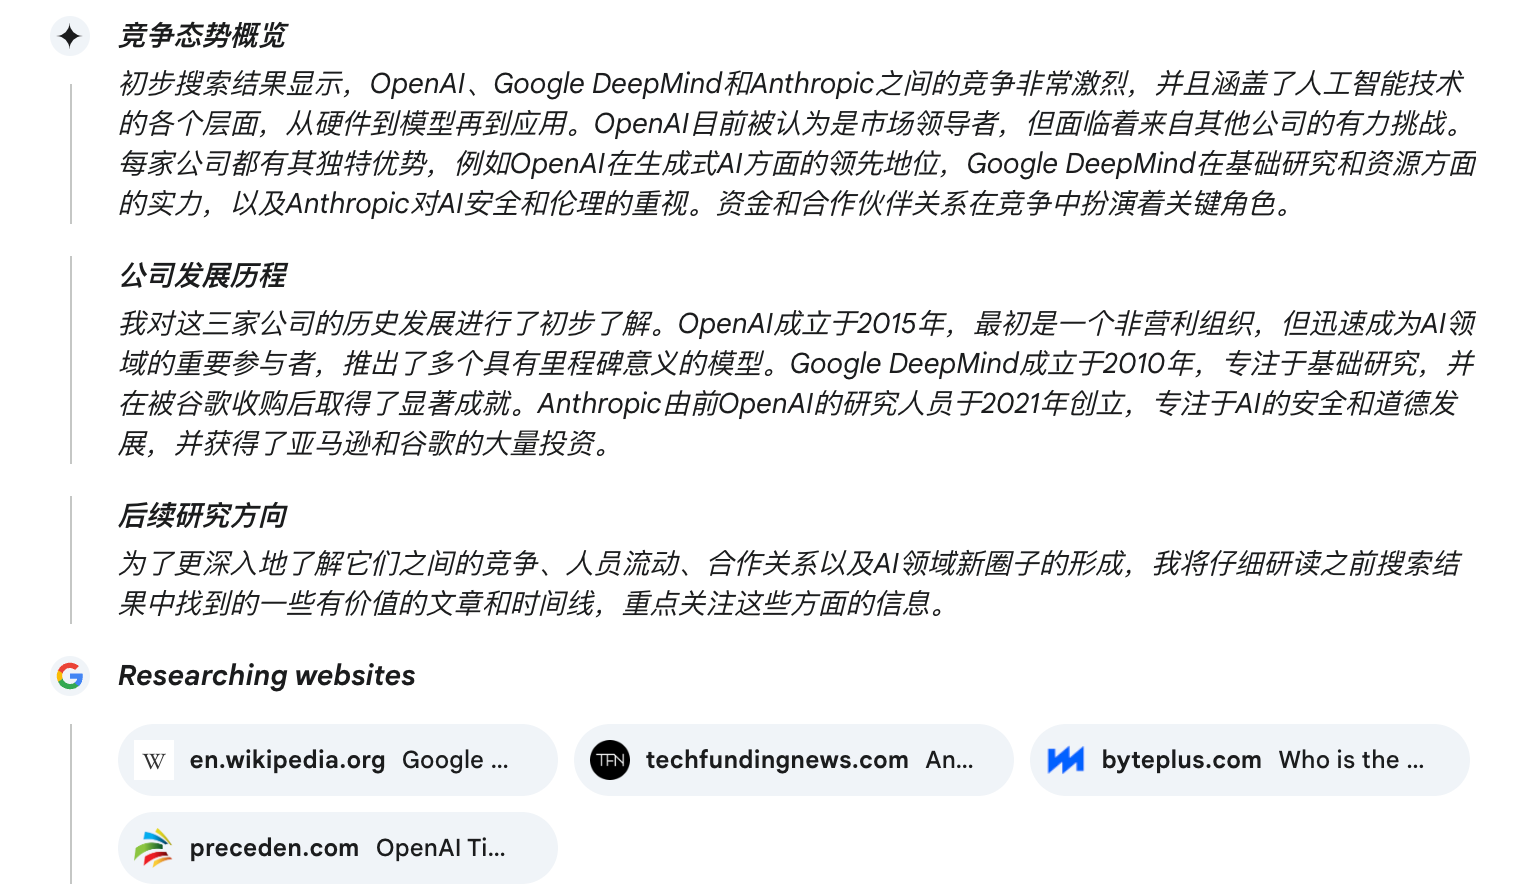 竞争态势概览
初步搜索结果显示，OpenAI、Google DeepMind和Anthropic之间的竞争非常激烈，并且涵盖了人工智能技术
的各个层面，从硬件到模型再到应用。OpenAI目前被认为是市场领导者，但面临着来自其他公司的有力挑战。
每家公司都有其独特优势，例如OpenAI在生成式AI方面的领先地位，Google DeepMind在基础研究和资源方面
的实力，以及Anthropic对AI安全和伦理的重视。资金和合作伙伴关系在竞争中扮演着关键角色。
公司发展历程
我对这三家公司的历史发展进行了初步了解。OpenAI成立于2015年，最初是一个非营利组织，但迅速成为AI领
域的重要参与者，推出了多个具有里程碑意义的模型。Google DeepMind成立于2010年，专注于基础研究，并
在被谷歌收购后取得了显著成就。Anthropic由前OpenAI的研究人员于2021年创立，专注于AI的安全和道德发
展，并获得了亚马逊和谷歌的大量投资。
后续研究方向
为了更深入地了解它们之间的竞争、人员流动、合作关系以及AI领域新圈子的形成，我将仔细研读之前搜索结
果中找到的一些有价值的文章和时间线，重点关注这些方面的信息。
Researching websites
W en.wikipedia.org Google ...
TFN techfundingnews.com An...
byteplus.com Who is the ...
preceden.com OpenAI Ti...